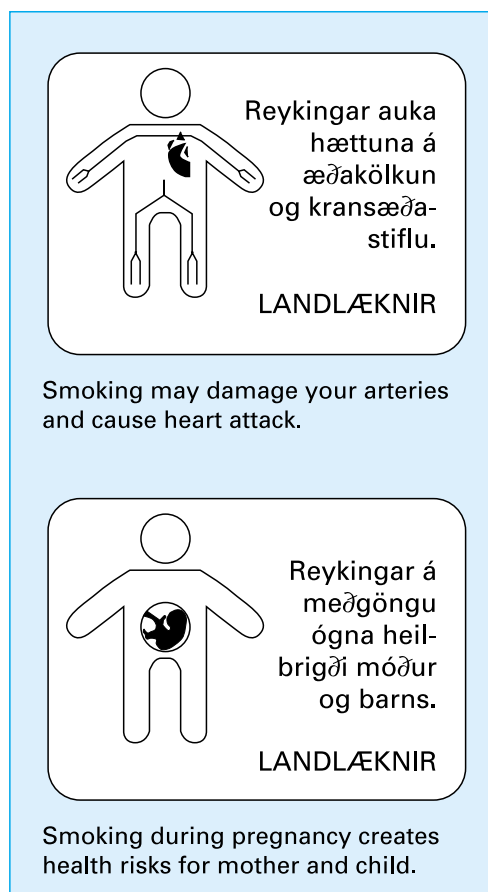 Reykingar auka
hættuna á
æðakölkun
og kransæða-
stiflu.
LANDLÆKNIR
Smoking may damage your arteries
and cause heart attack.
Reykingar á
meðgöngu
ógna heil-
brigði móður
og barns.
LANDLÆKNIR
Smoking during pregnancy creates
health risks for mother and child.